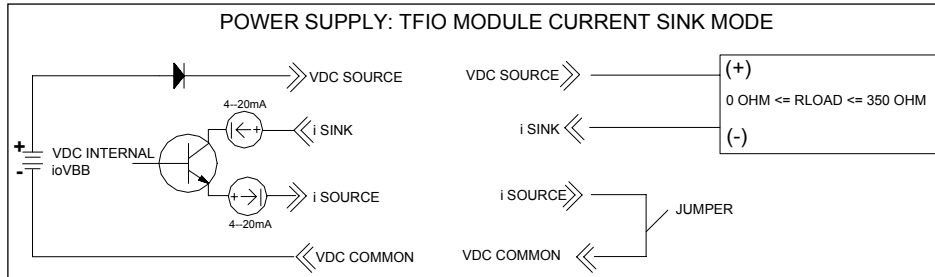 POWER SUPPLY: TFIO MODULE CURRENT SINK MODE
VDC SOURCE
4--20mA
i SINK
+
+
-
VDC INTERNAL
ioVBB
+
i SOURCE
4--20mA
VDC COMMON
VDC SOURCE
(+)
0 OHM <= RLOAD <= 350 OHM
i SINK
(-)
i SOURCE
JUMPER
VDC COMMON